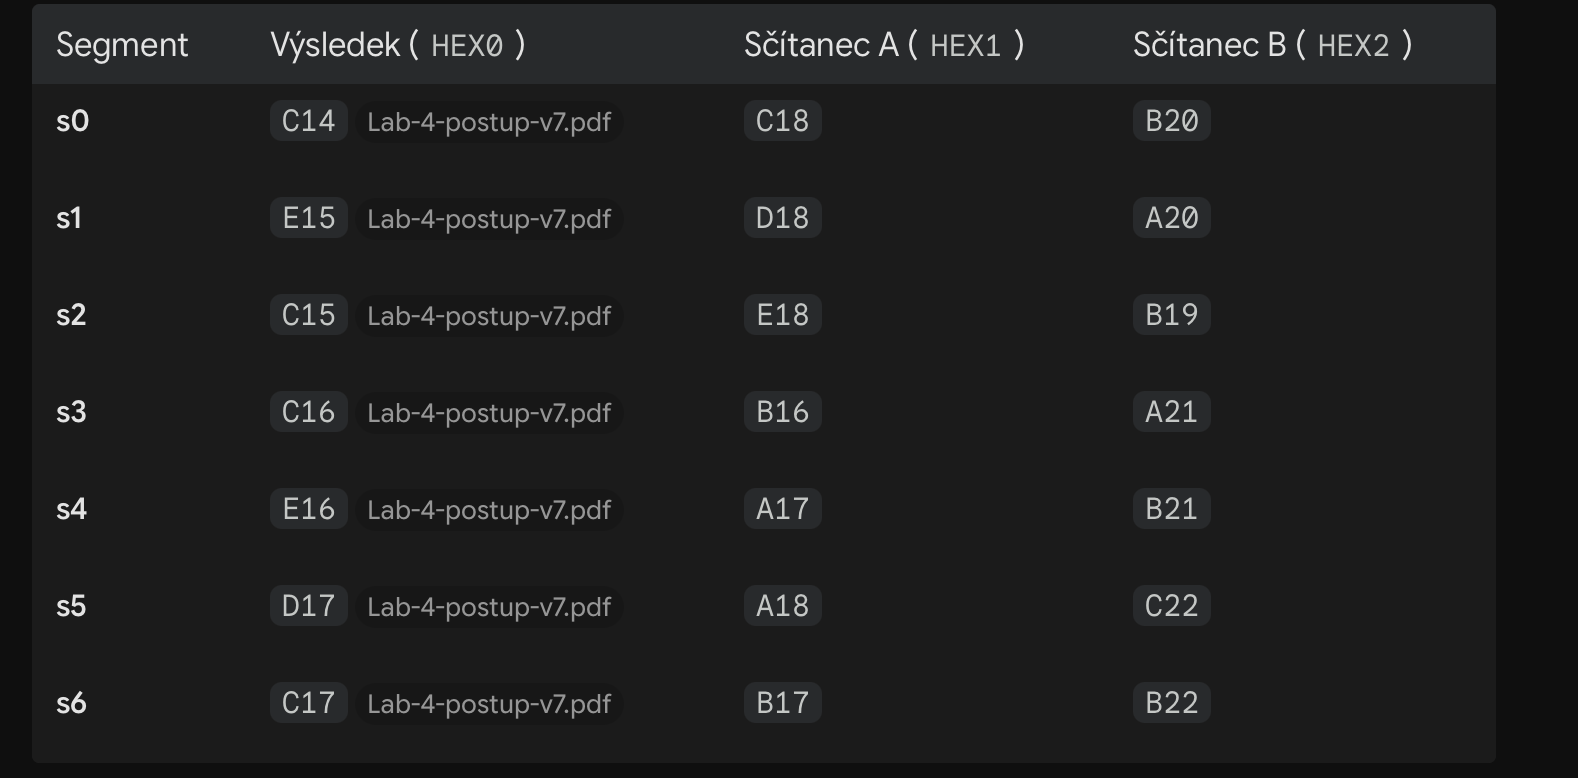 Segment Výsledek ( HEX0 ) Sčítanec A ( HEX1 ) Sčítanec B ( HEX2 )
s0 C14 Lab-4-postup-v7.pdf C18 B20
s1 E15 Lab-4-postup-v7.pdf D18 A20
s2 C15 Lab-4-postup-v7.pdf E18 B19
s3 C16 Lab-4-postup-v7.pdf B16 A21
s4 E16 Lab-4-postup-v7.pdf A17 B21
s5 D17 Lab-4-postup-v7.pdf A18 C22
s6 C17 Lab-4-postup-v7.pdf B17 B22